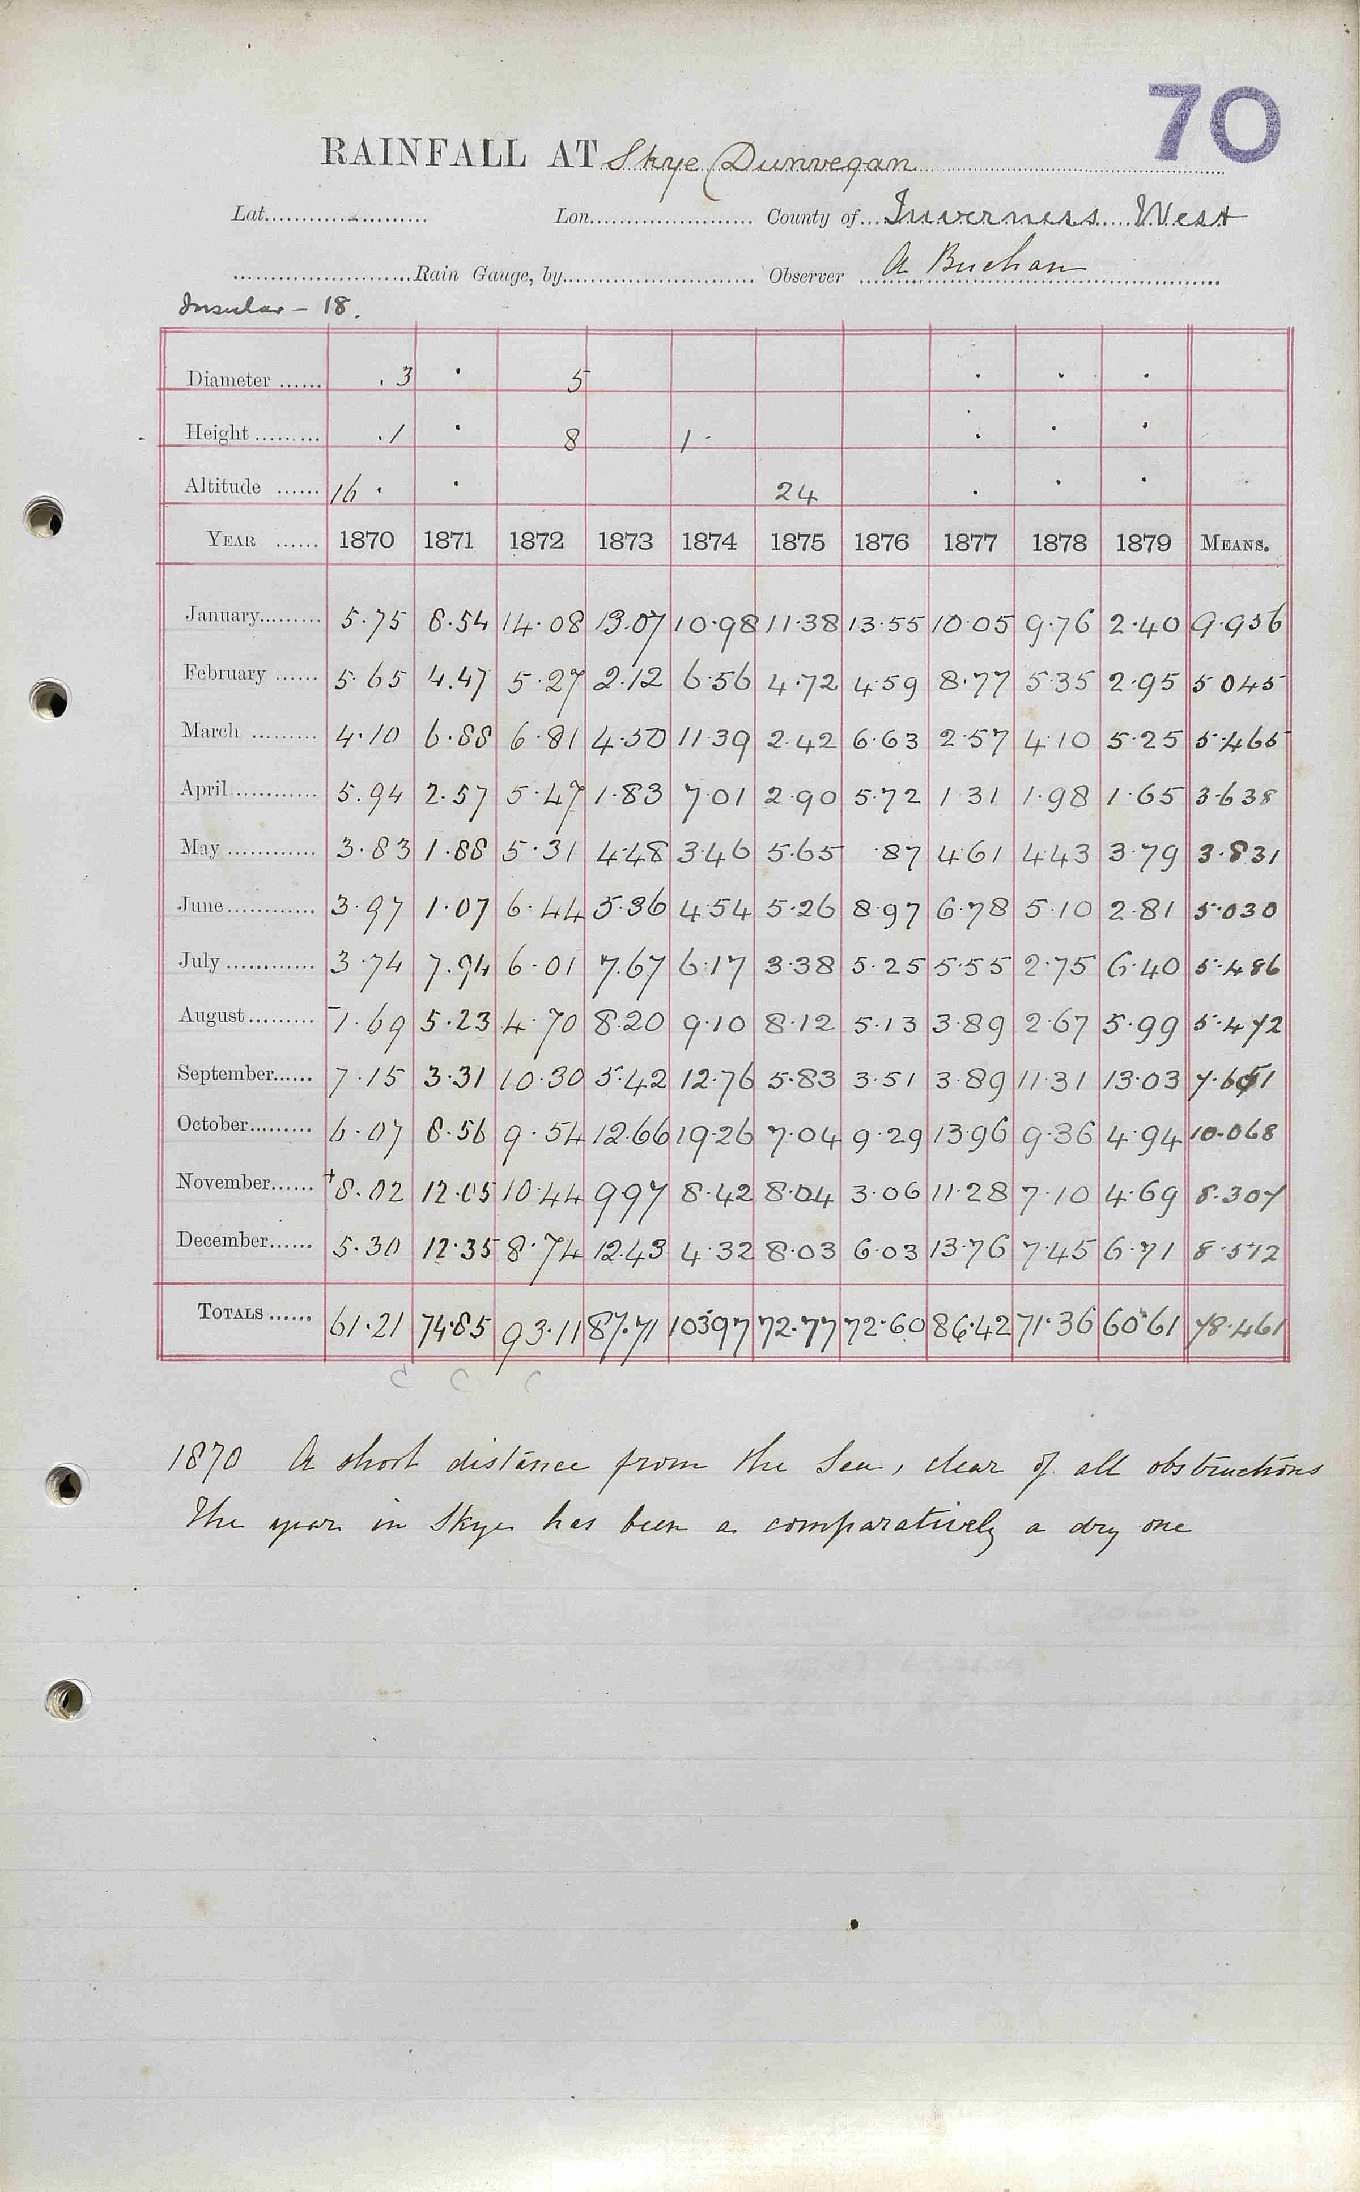 70
RAINFALL AT Skye (Dunvegan
Lat. Lon. County of Inverness West
Rain Gauge, by Observer A Buchan
Insular - 18.
Diameter ...... .3 . 5 . . .
Height ......... .1 . 8 1 . . .
Altitude ...... 16 . . 24 . . .
YEAR ...... 1870 1871 1872 1873 1874 1875 1876 1877 1878 1879 MEANS.
January......... 5.75 8.54 14.08 13.07 10.98 11.38 13.55 10.05 9.76 2.40 9.956
February ...... 5.65 4.47 5.27 2.12 6.56 4.72 4.59 8.77 5.35 2.95 5.045
March ......... 4.10 6.88 6.81 4.50 11.39 2.42 6.63 2.57 4.10 5.25 5.465
April............ 5.94 2.57 5.47 1.83 7.01 2.90 5.72 1.31 1.98 1.65 3.638
May ............ 3.83 1.88 5.31 4.48 3.46 5.65 .87 4.61 4.43 3.79 3.831
June............ 3.97 1.07 6.44 5.36 4.54 5.26 8.97 6.78 5.10 2.81 5.030
July ............ 3.74 7.94 6.01 7.67 6.17 3.38 5.25 5.55 2.75 6.40 5.486
August......... 1.69 5.23 4.70 8.20 9.10 8.12 5.13 3.89 2.67 5.99 5.472
September...... 7.15 3.31 10.30 5.42 12.76 5.83 3.51 3.89 11.31 13.03 7.651
October......... 6.07 8.56 9.54 12.66 19.26 7.04 9.29 13.96 9.36 4.94 10.068
November...... +8.02 12.05 10.44 9.97 8.42 8.04 3.06 11.28 7.10 4.69 8.307
December...... 5.30 12.35 8.74 12.43 4.32 8.03 6.03 13.76 7.45 6.71 8.512
TOTALS ...... 61.21 74.85 93.11 87.71 103.97 72.77 72.60 86.42 71.36 60.61 78.461
C C C
1870 A short distance from the Sea, clear of all obstructions
The year in Skye has been a comparatively a dry one